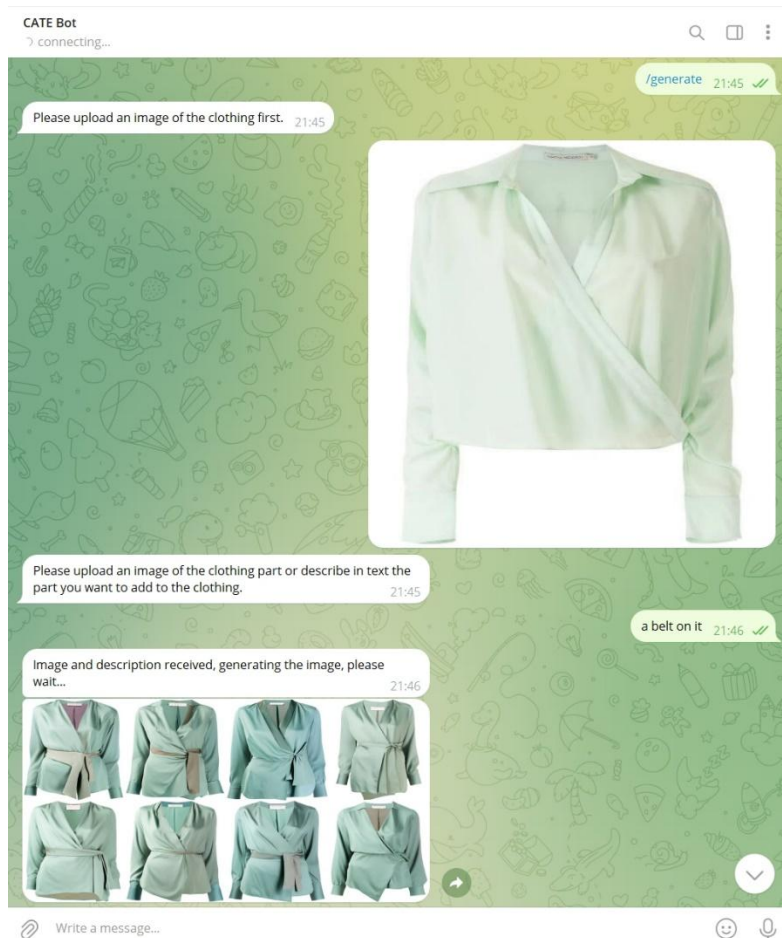 CATE Bot
connecting...
/generate 21:45
Please upload an image of the clothing first. 21:45
Please upload an image of the clothing part or describe in text the
part you want to add to the clothing. 21:45
a belt on it 21:46
Image and description received, generating the image, please
wait... 21:46
Write a message...